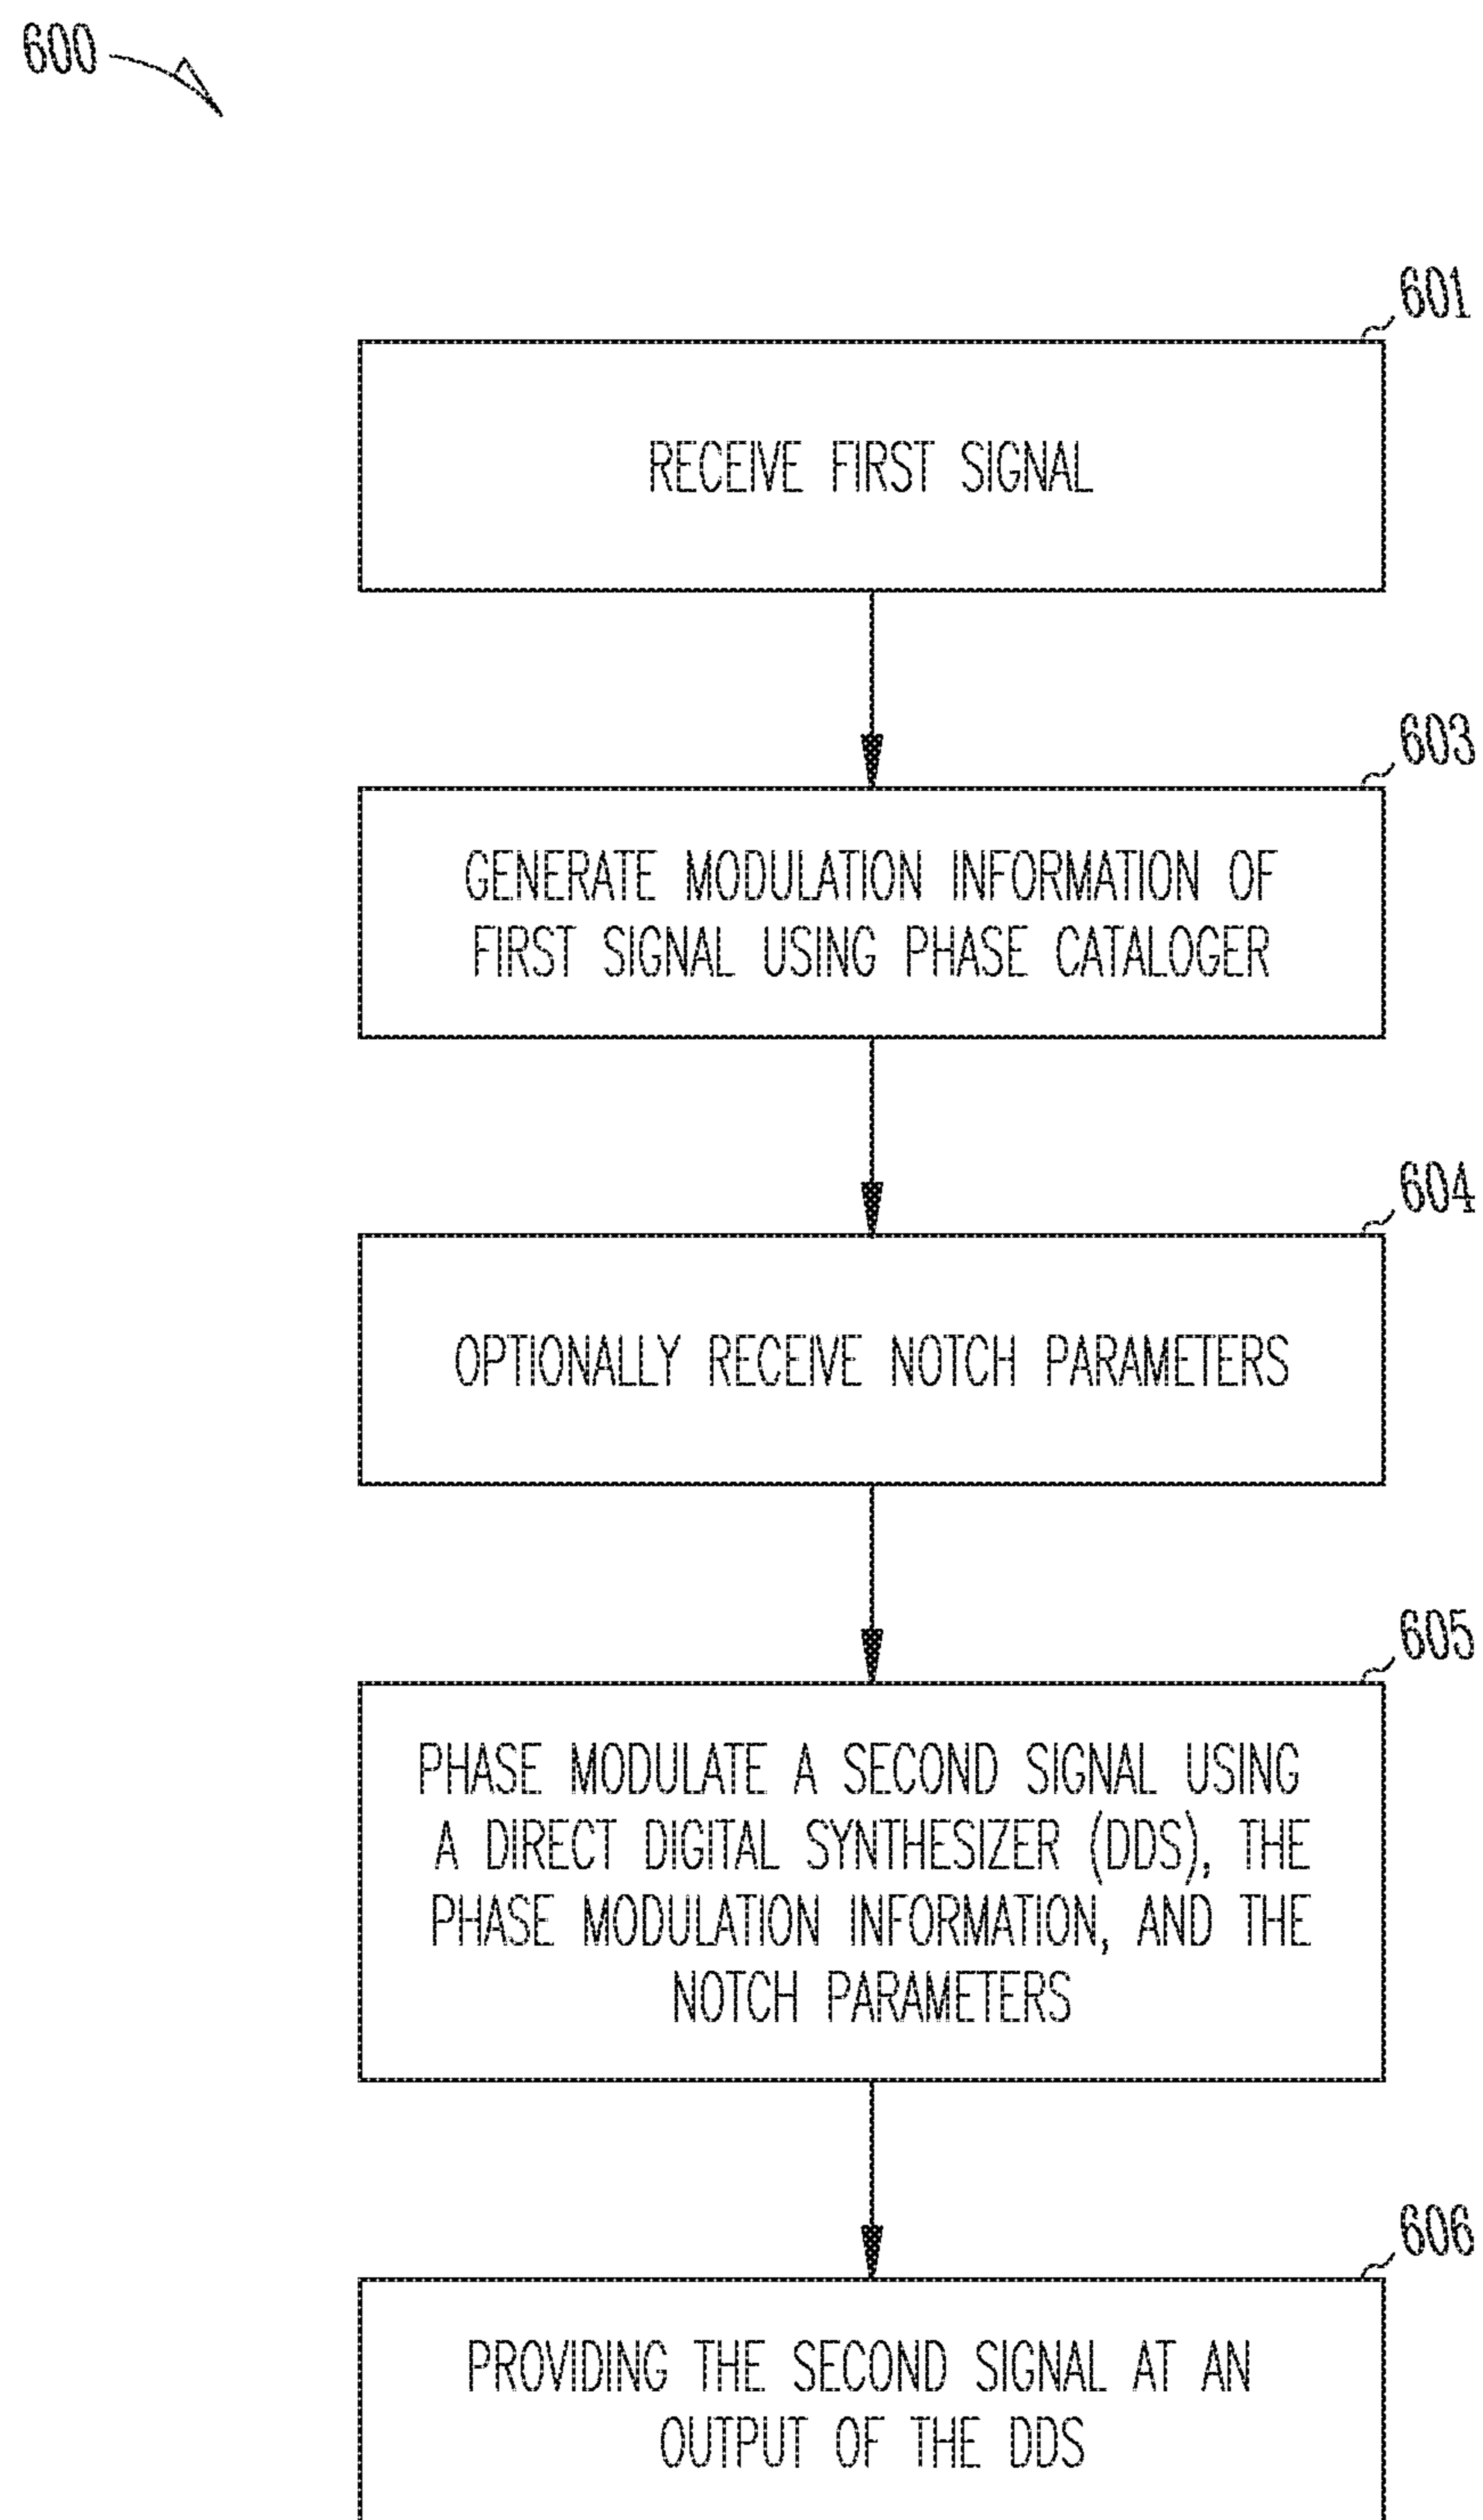 600
601
RECEIVE FIRST SIGNAL
603
GENERATE MODULATION INFORMATION OF
FIRST SIGNAL USING PHASE CATALOGER
604
OPTIONALLY RECEIVE NOTCH PARAMETERS
605
PHASE MODULATE A SECOND SIGNAL USING
A DIRECT DIGITAL SYNTHESIZER (DDS), THE
PHASE MODULATION INFORMATION, AND THE
NOTCH PARAMETERS
606
PROVIDING THE SECOND SIGNAL AT AN
OUTPUT OF THE DDS